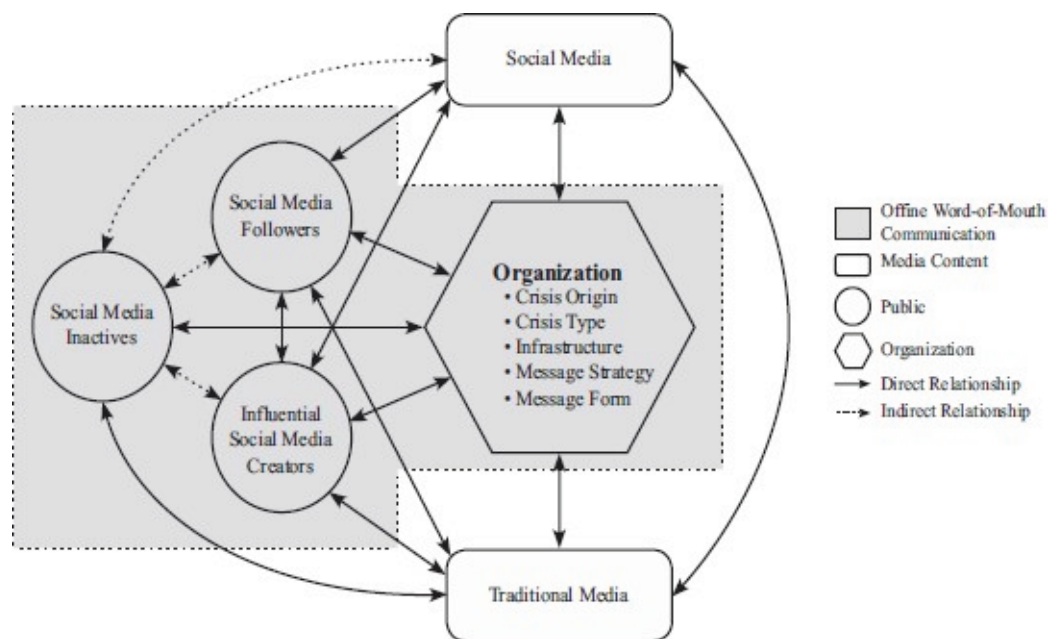 Social Media
Social Media
Followers
Social Media
Inactives
Influential
Social Media
Creators
Organization
• Crisis Origin
• Crisis Type
• Infrastructure
• Message Strategy
• Message Form
Traditional Media
Offine Word-of-Mouth
Communication
Media Content
Public
Organization
Direct Relationship
Indirect Relationship